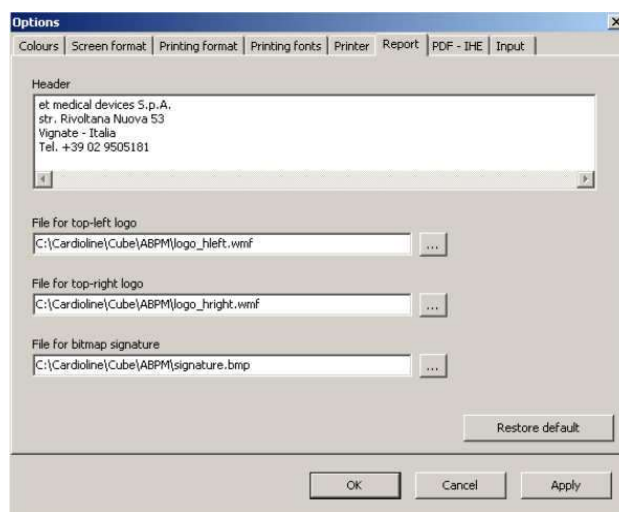 Options
Colours Screen format Printing format Printing fonts Printer Report PDF - IHE Input
Header
et medical devices S.p.A.
str. Rivoltana Nuova 53
Vignate - Italia
Tel. +39 02 9505181
File for top-left logo
C:\Cardioline\Cube\ABPM\logo_hleft.wmf
...
File for top-right logo
C:\Cardioline\Cube\ABPM\logo_hright.wmf
...
File for bitmap signature
C:\Cardioline\Cube\ABPM\signature.bmp
...
Restore default
OK Cancel Apply